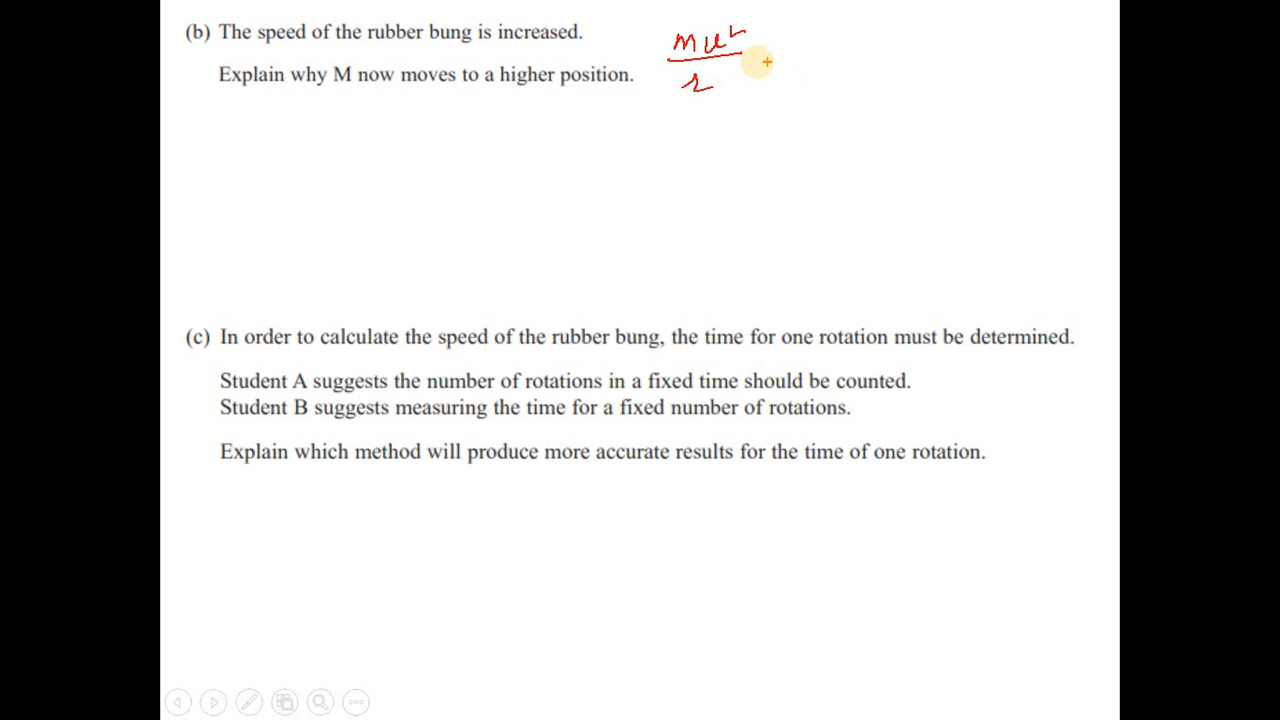 (b) The speed of the rubber bung is increased.
Explain why M now moves to a higher position.
mv²
r
(c) In order to calculate the speed of the rubber bung, the time for one rotation must be determined.
Student A suggests the number of rotations in a fixed time should be counted.
Student B suggests measuring the time for a fixed number of rotations.
Explain which method will produce more accurate results for the time of one rotation.